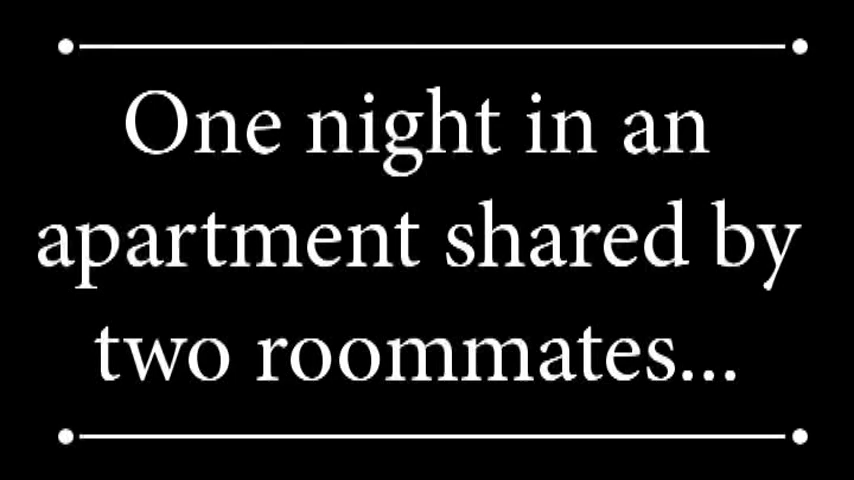 One night in an
apartment shared by
two roommates...